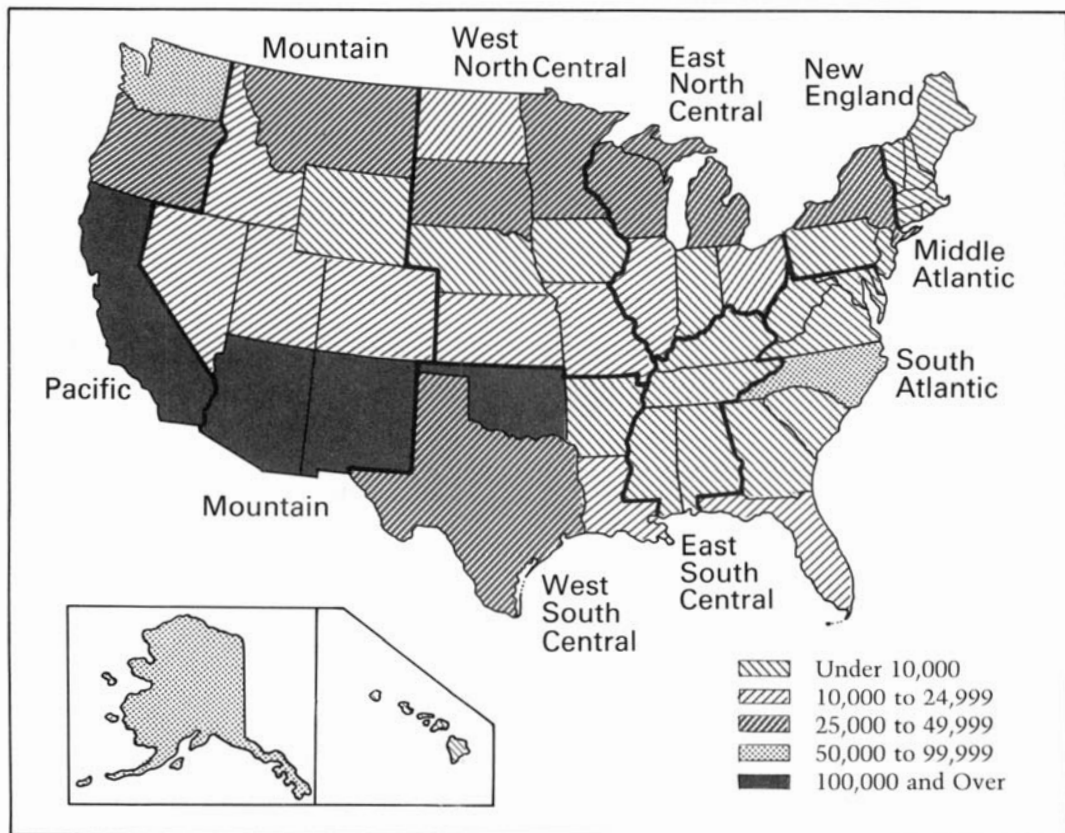 Mountain
West
North Central
East
North
Central
New
England
Middle
Atlantic
South
Atlantic
Pacific
Mountain
West
South
Central
East
South
Central
Under 10,000
10,000 to 24,999
25,000 to 49,999
50,000 to 99,999
100,000 and Over